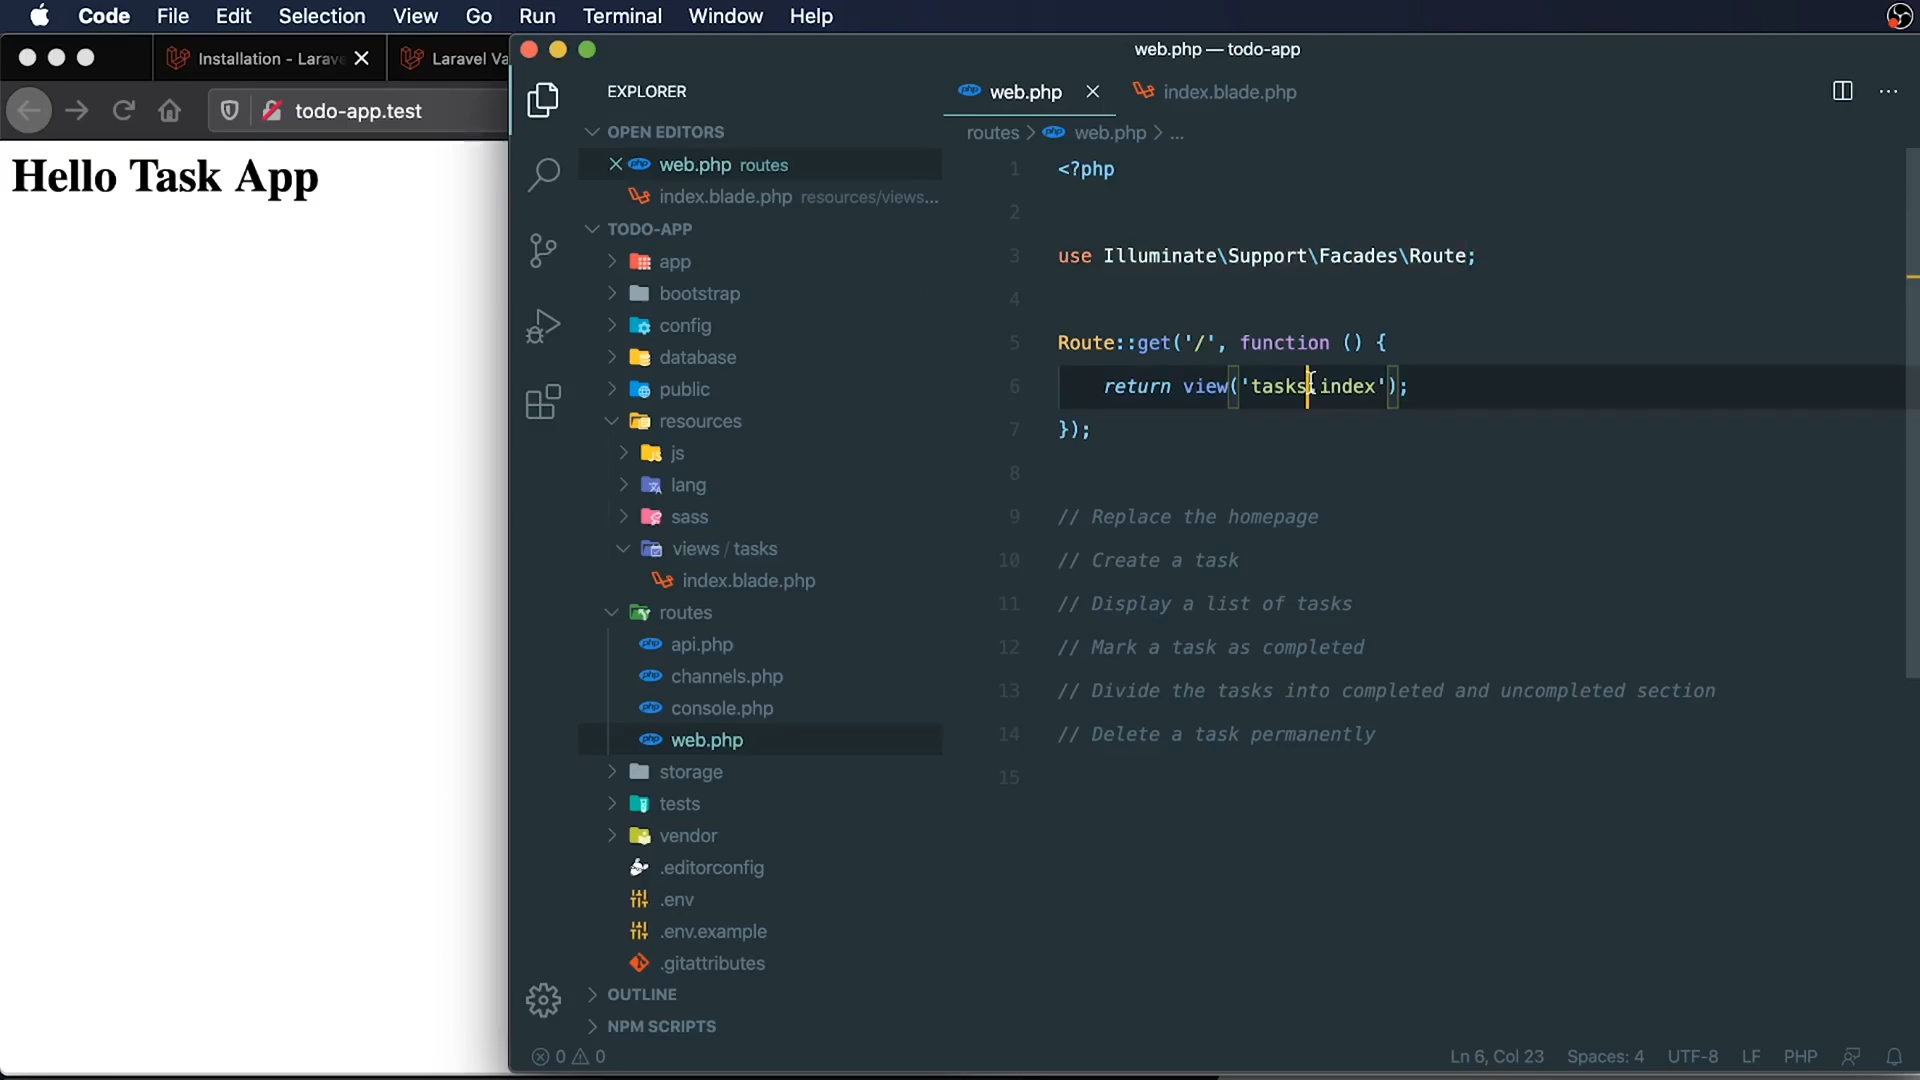 Code File Edit Selection View Go Run Terminal Window Help
Installation - Larave
Laravel Va
todo-app.test
Hello Task App
web.php — todo-app
EXPLORER
OPEN EDITORS
web.php routes
index.blade.php resources/views...
TODO-APP
app
bootstrap
config
database
public
resources
js
lang
sass
views / tasks
index.blade.php
routes
api.php
channels.php
console.php
web.php
storage
tests
vendor
.editorconfig
.env
.env.example
.gitattributes
OUTLINE
NPM SCRIPTS
web.php
index.blade.php
routes > web.php > ...
1 <?php
2
3 use Illuminate\Support\Facades\Route;
4
5 Route::get('/', function () {
6 return view('tasks.index');
7 });
8
9 // Replace the homepage
10 // Create a task
11 // Display a list of tasks
12 // Mark a task as completed
13 // Divide the tasks into completed and uncompleted section
14 // Delete a task permanently
15
0 0
Ln 6, Col 23 Spaces: 4 UTF-8 LF PHP